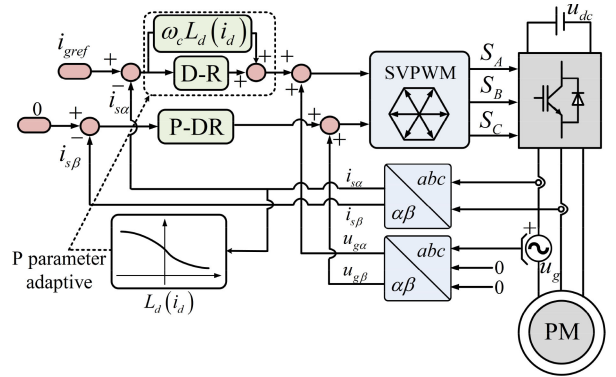 u_dc
ω_c L_d(i_d)
i_gref
+
+
+
+
+
D-R
+
−
i_sα
SVPWM
S_A
S_B
S_C
0
+
−
P-DR
+
+
i_sβ
i_sα
abc
i_sβ
αβ
P parameter
adaptive
L_d(i_d)
u_gα
abc
u_gβ
αβ
0
0
+
u_g
PM